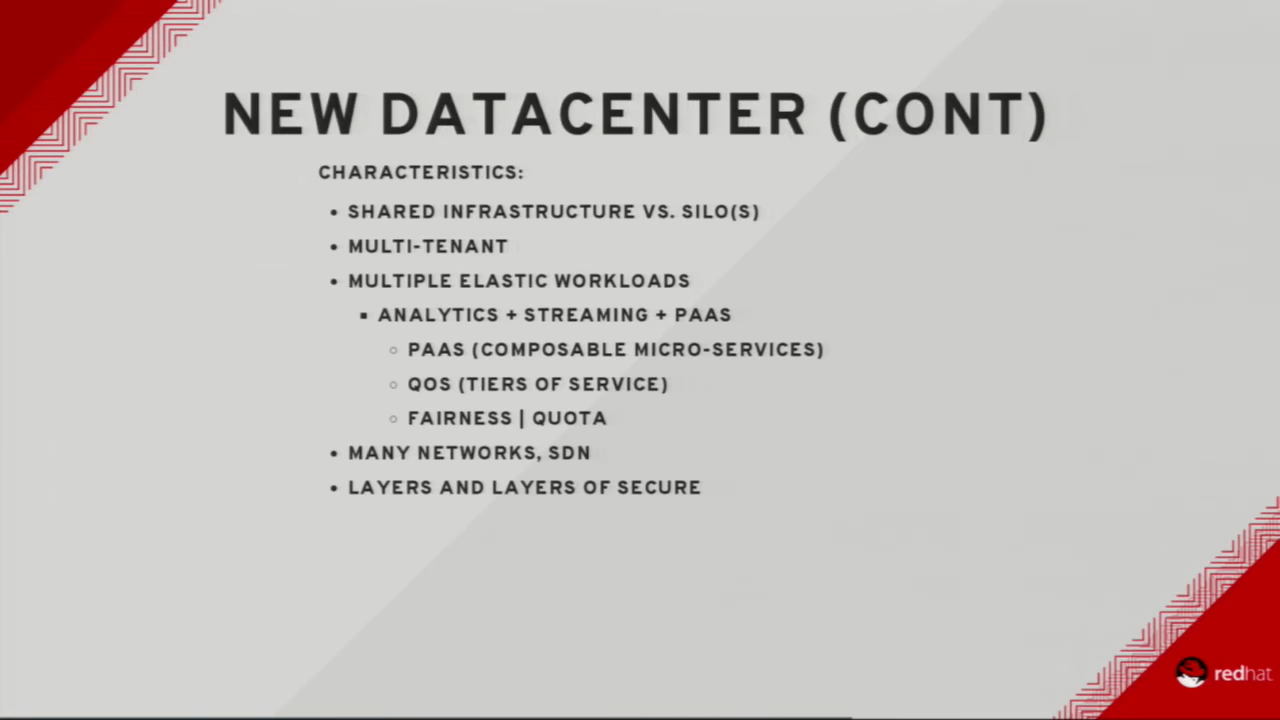 NEW DATACENTER (CONT)
CHARACTERISTICS:
• SHARED INFRASTRUCTURE VS. SILO(S)
• MULTI-TENANT
• MULTIPLE ELASTIC WORKLOADS
▪ ANALYTICS + STREAMING + PAAS
○ PAAS (COMPOSABLE MICRO-SERVICES)
○ QOS (TIERS OF SERVICE)
○ FAIRNESS | QUOTA
• MANY NETWORKS, SDN
• LAYERS AND LAYERS OF SECURE
redhat